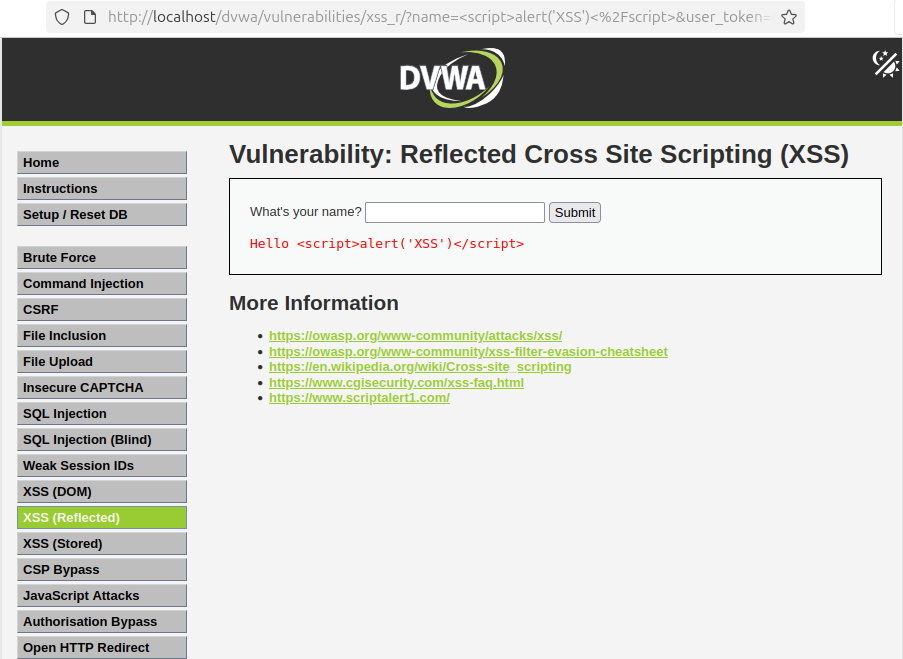 http://localhost/dvwa/vulnerabilities/xss_r/?name=<script>alert('XSS')<%2Fscript>&user_token=
DVWA
Home
Instructions
Setup / Reset DB
Brute Force
Command Injection
CSRF
File Inclusion
File Upload
Insecure CAPTCHA
SQL Injection
SQL Injection (Blind)
Weak Session IDs
XSS (DOM)
XSS (Reflected)
XSS (Stored)
CSP Bypass
JavaScript Attacks
Authorisation Bypass
Open HTTP Redirect
Vulnerability: Reflected Cross Site Scripting (XSS)
What's your name? Submit
Hello <script>alert('XSS')</script>
More Information
• https://owasp.org/www-community/attacks/xss/
• https://owasp.org/www-community/xss-filter-evasion-cheatsheet
• https://en.wikipedia.org/wiki/Cross-site_scripting
• https://www.cgisecurity.com/xss-faq.html
• https://www.scriptalert1.com/